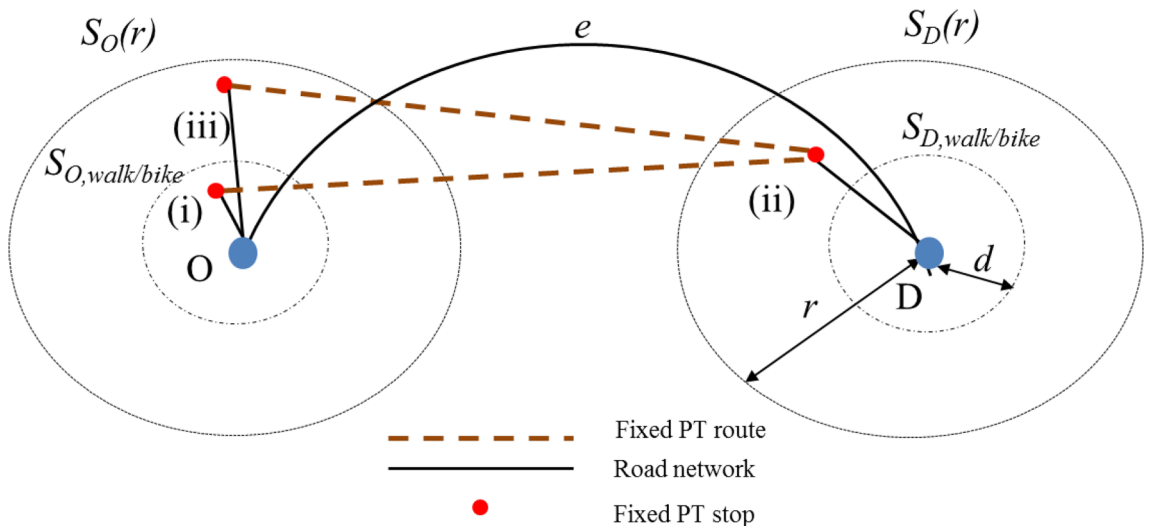 S_O(r)
e
S_D(r)
(iii)
S_O,walk/bike
S_D,walk/bike
(i)
(ii)
O
D
d
r
Fixed PT route
Road network
Fixed PT stop